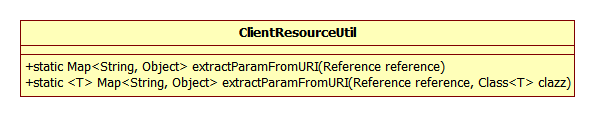 ClientResourceUtil
+static Map<String, Object> extractParamFromURI(Reference reference)
+static <T> Map<String, Object> extractParamFromURI(Reference reference, Class<T> clazz)